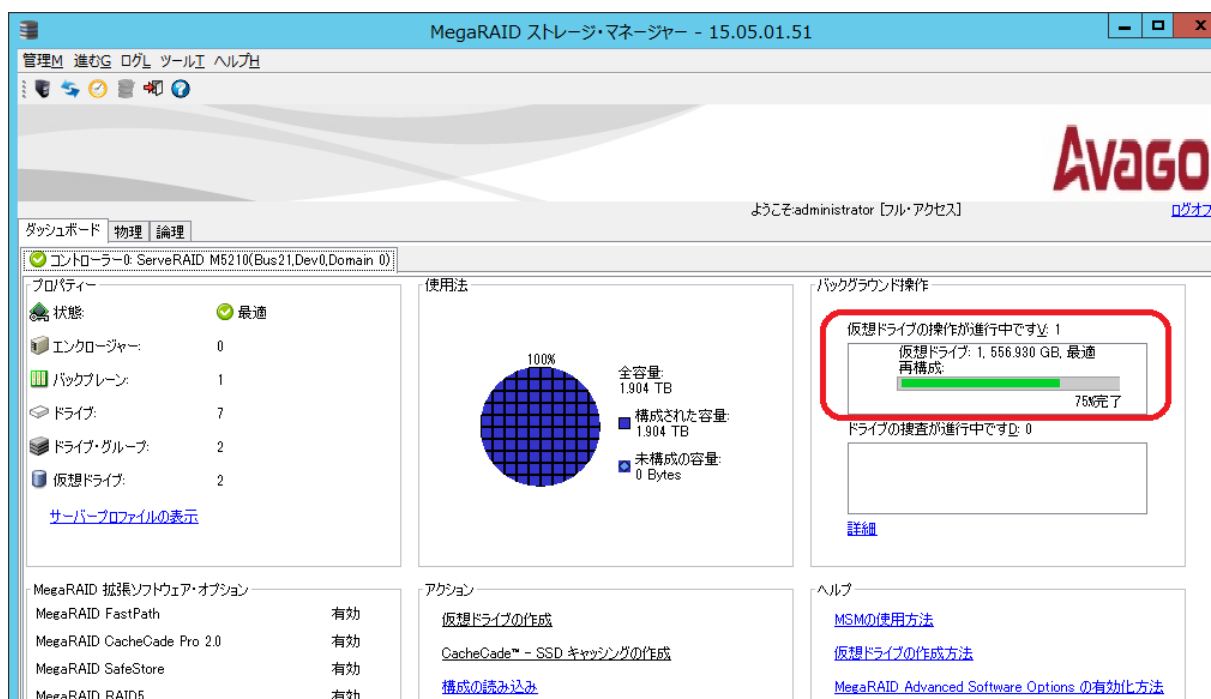 MegaRAID ストレージ・マネージャー - 15.05.01.51
管理M 進むG ログL ツールT ヘルプH
Avago
ようこそ:administrator [フル・アクセス]
ログオフ
ダッシュボード 物理 論理
コントローラー0: ServeRAID M5210(Bus21,Dev0,Domain 0)
プロパティー
状態: 最適
エンクロージャー: 0
バックプレーン: 1
ドライブ: 7
ドライブ・グループ: 2
仮想ドライブ: 2
サーバープロファイルの表示
使用法
100%
全容量:
1.904 TB
構成された容量:
1.904 TB
未構成の容量:
0 Bytes
バックグラウンド操作
仮想ドライブの操作が進行中ですV: 1
仮想ドライブ: 1, 556.930 GB, 最適
再構成:
75%完了
ドライブの捜査が進行中ですD: 0
詳細
MegaRAID 拡張ソフトウェア・オプション
MegaRAID FastPath 有効
MegaRAID CacheCade Pro 2.0 有効
MegaRAID SafeStore 有効
MegaRAID RAID5 有効
アクション
仮想ドライブの作成
CacheCade™ - SSD キャッシングの作成
構成の読み込み
ヘルプ
MSMの使用方法
仮想ドライブの作成方法
MegaRAID Advanced Software Options の有効化方法